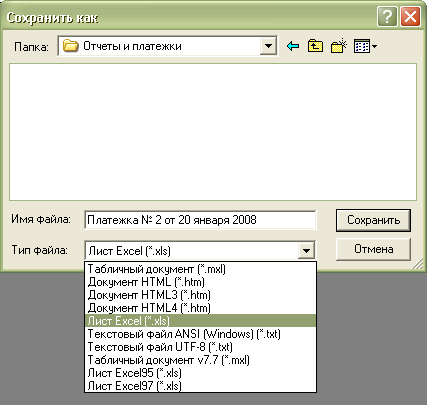 Сохранить как
Папка: Отчеты и платежки
Имя файла: Платежка № 2 от 20 января 2008 Сохранить
Тип файла: Лист Excel (*.xls) Отмена
Табличный документ (*.mxl)
Документ HTML (*.htm)
Документ HTML3 (*.htm)
Документ HTML4 (*.htm)
Лист Excel (*.xls)
Текстовый файл ANSI (Windows) (*.txt)
Текстовый файл UTF-8 (*.txt)
Табличный документ v7.7 (*.mxl)
Лист Excel95 (*.xls)
Лист Excel97 (*.xls)